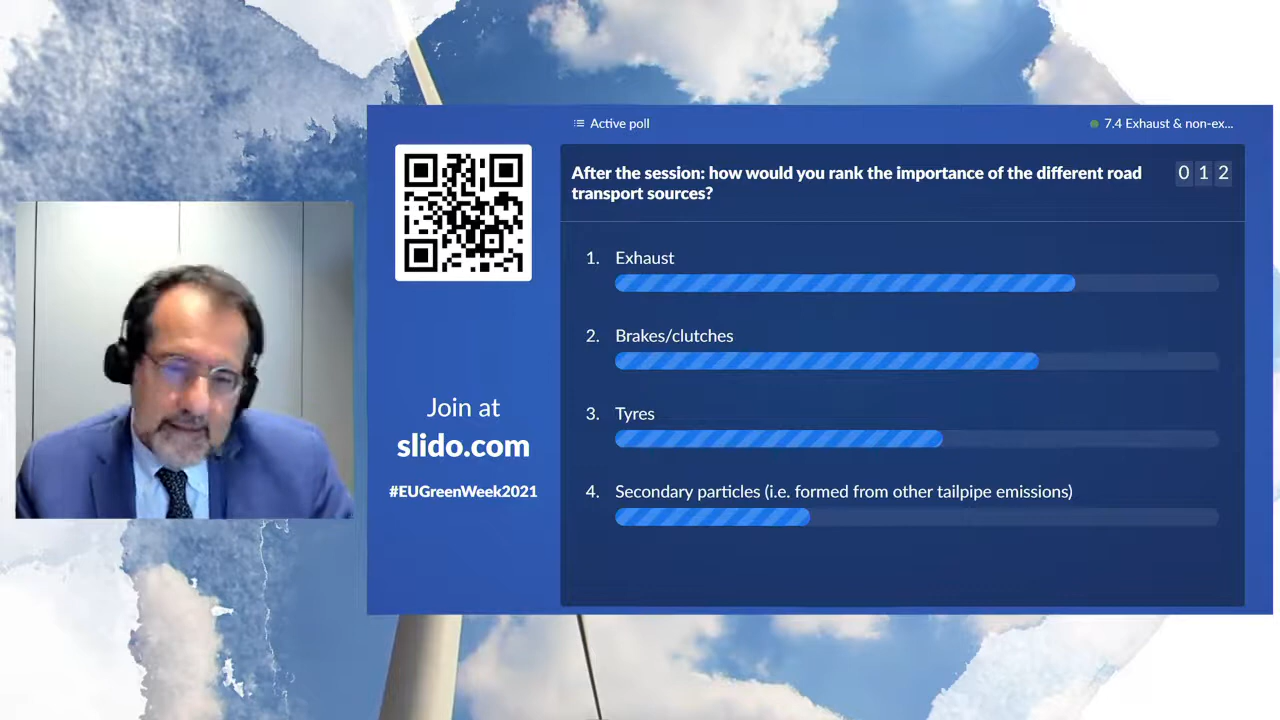 Active poll
7.4 Exhaust & non-ex...
After the session: how would you rank the importance of the different road
transport sources?
0 1 2
1. Exhaust
2. Brakes/clutches
3. Tyres
4. Secondary particles (i.e. formed from other tailpipe emissions)
Join at
slido.com
#EUGreenWeek2021